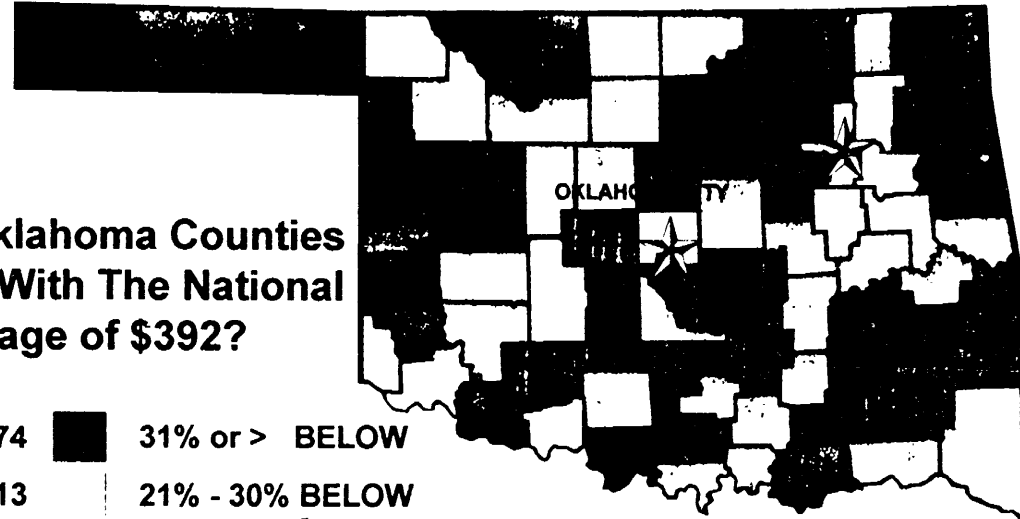 klahoma Counties
With The National
age of $392?
OKLAHO TY
74 31% or > BELOW
13 21% - 30% BELOW